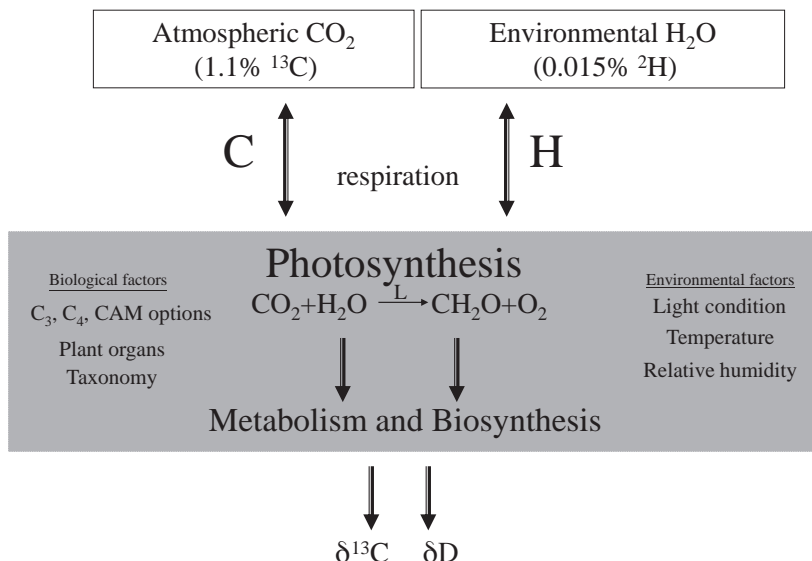 Atmospheric CO₂
(1.1% ¹³C)
Environmental H₂O
(0.015% ²H)
C
H
respiration
Photosynthesis
Biological factors
C₃, C₄, CAM options
Plant organs
Taxonomy
CO₂+H₂O L CH₂O+O₂
Environmental factors
Light condition
Temperature
Relative humidity
Metabolism and Biosynthesis
δ¹³C δD